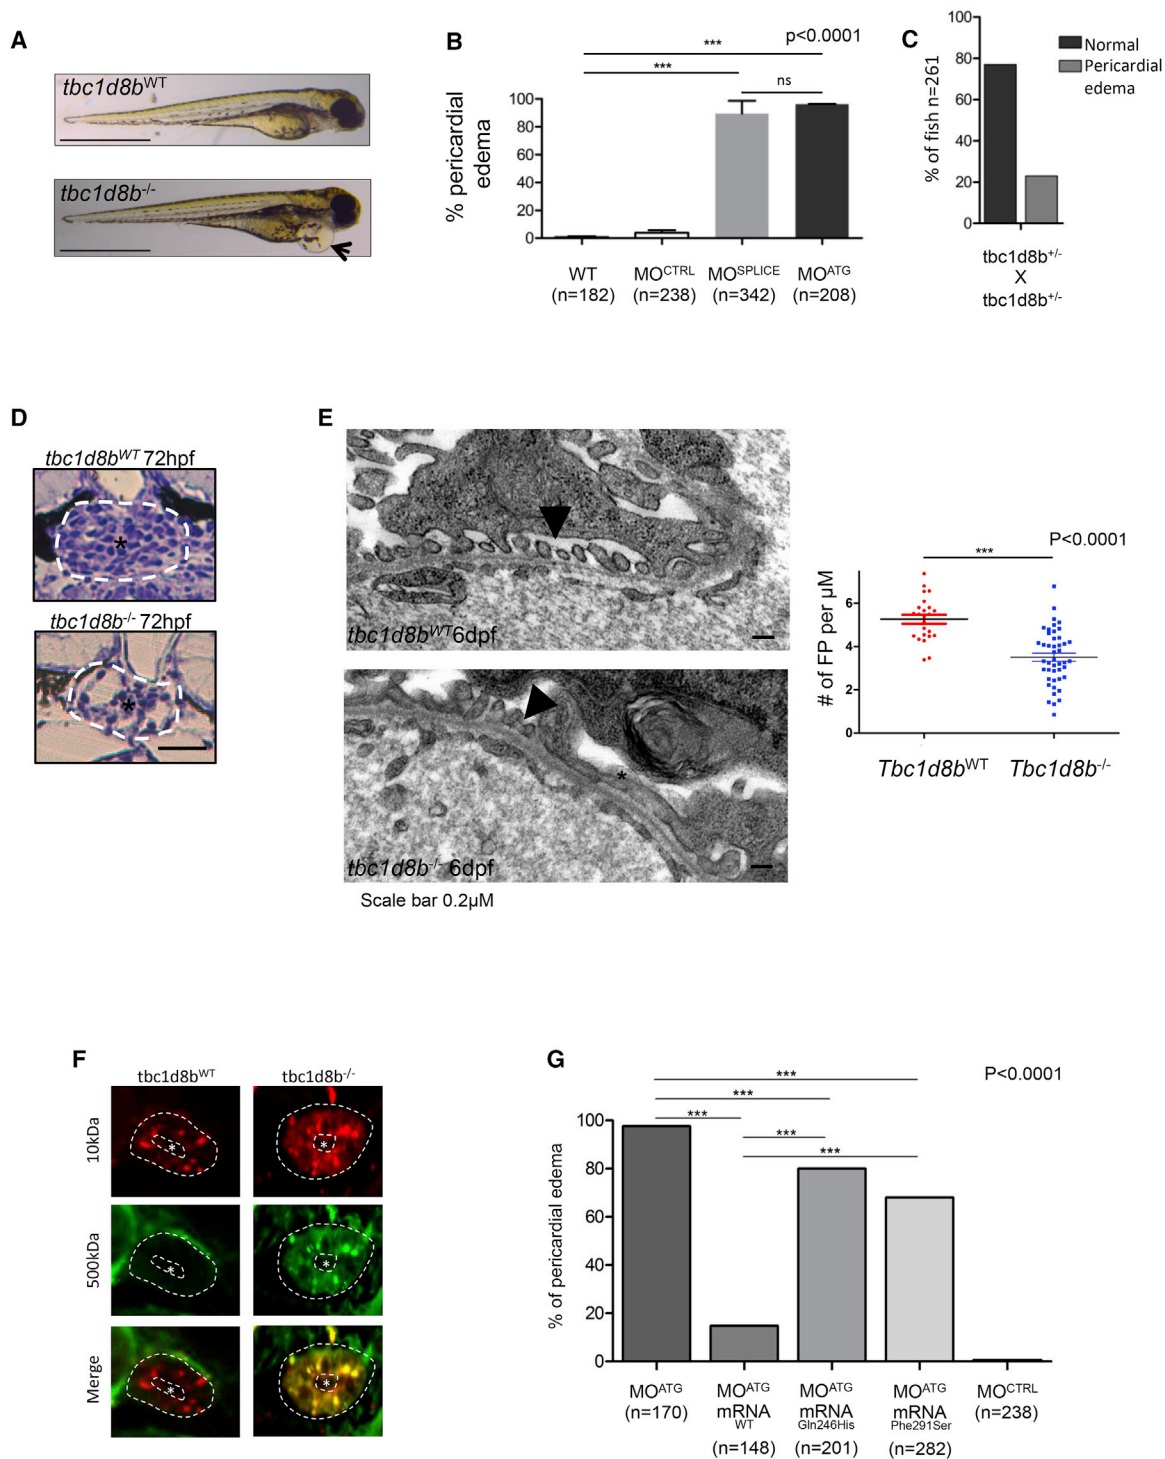 A
tbc1d8bWT
tbc1d8b-/-
B
p<0.0001
***
***
ns
% pericardial
edema
100
80
60
40
20
0
WT
(n=182)
MOCTRL
(n=238)
MOSPLICE
(n=342)
MOATG
(n=208)
C
% of fish n=261
100
80
60
40
20
0
Normal
Pericardial
edema
tbc1d8b+/-
X
tbc1d8b+/-
D
tbc1d8bWT 72hpf
*
tbc1d8b-/- 72hpf
*
E
tbc1d8bWT6dpf
*
tbc1d8b-/- 6dpf
Scale bar 0.2µM
P<0.0001
***
# of FP per µM
6
4
2
0
Tbc1d8bWT
Tbc1d8b-/-
F
tbc1d8bWT
tbc1d8b-/-
10kDa
*
*
500kDa
*
*
Merge
*
*
G
P<0.0001
***
***
***
***
***
% of pericardial edema
100
80
60
40
20
0
MOATG
(n=170)
MOATG
mRNA
WT
(n=148)
MOATG
mRNA
Gln246His
(n=201)
MOATG
mRNA
Phe291Ser
(n=282)
MOCTRL
(n=238)